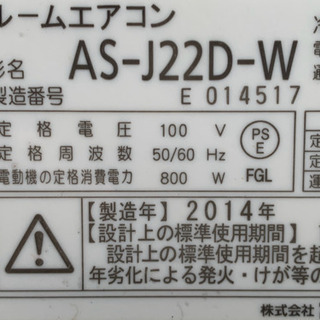 ルームエアコン
形名 AS-J22D-W
製造番号 E 014517
定格電圧 100 V
定格周波数 50/60 Hz
電動機の定格消費電力 800 W
PS
E
FGL
【製造年】2014年
【設計上の標準使用期間】
設計上の標準使用期間を超
年劣化による発火・けが等の
株式会社